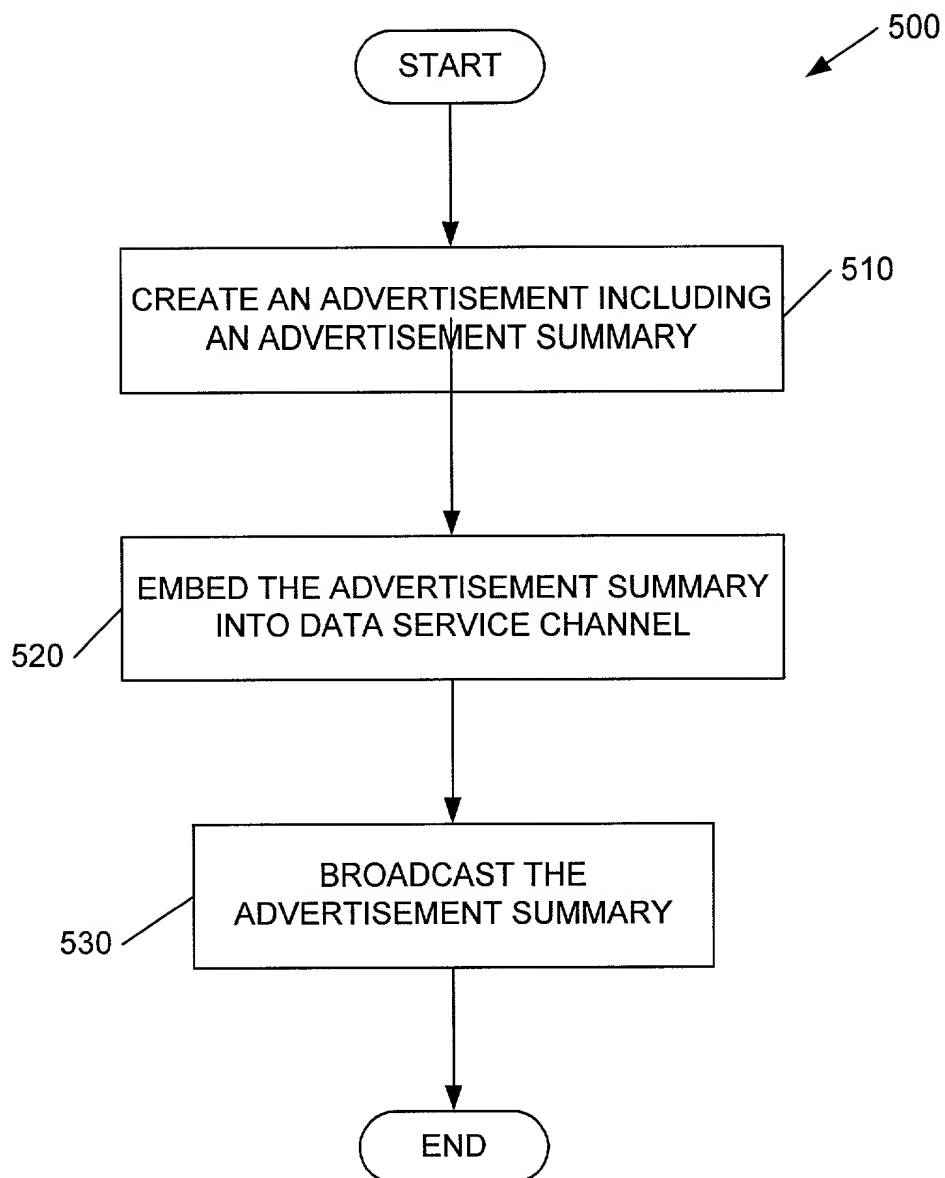 500
START
510
CREATE AN ADVERTISEMENT INCLUDING
AN ADVERTISEMENT SUMMARY
EMBED THE ADVERTISEMENT SUMMARY
INTO DATA SERVICE CHANNEL
520
BROADCAST THE
ADVERTISEMENT SUMMARY
530
END